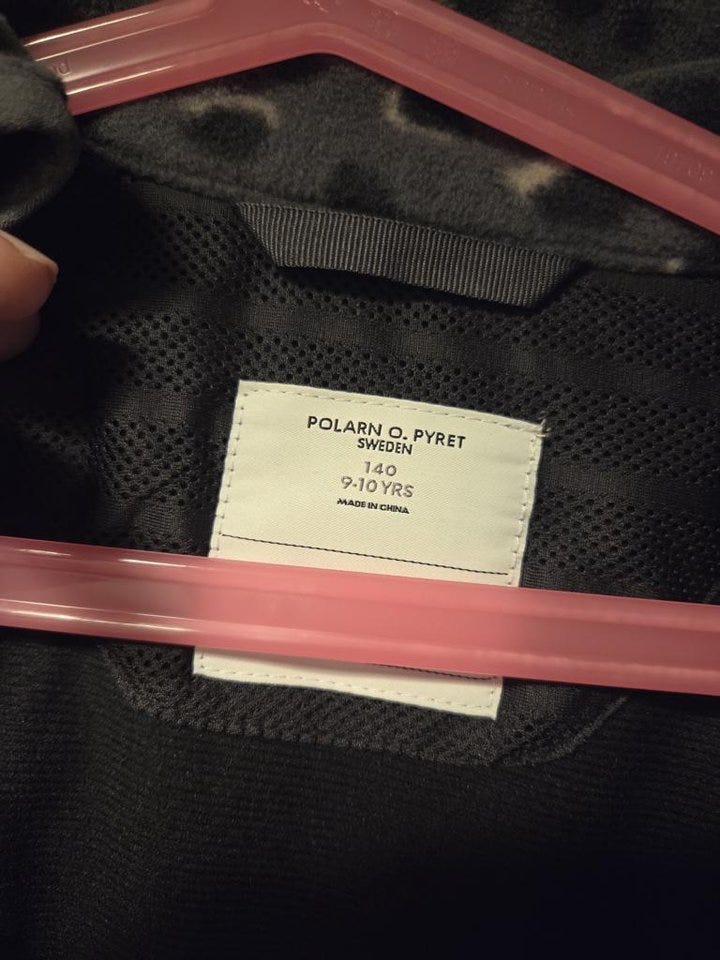 POLARN O. PYRET
SWEDEN
140
9-10 YRS
MADE IN CHINA